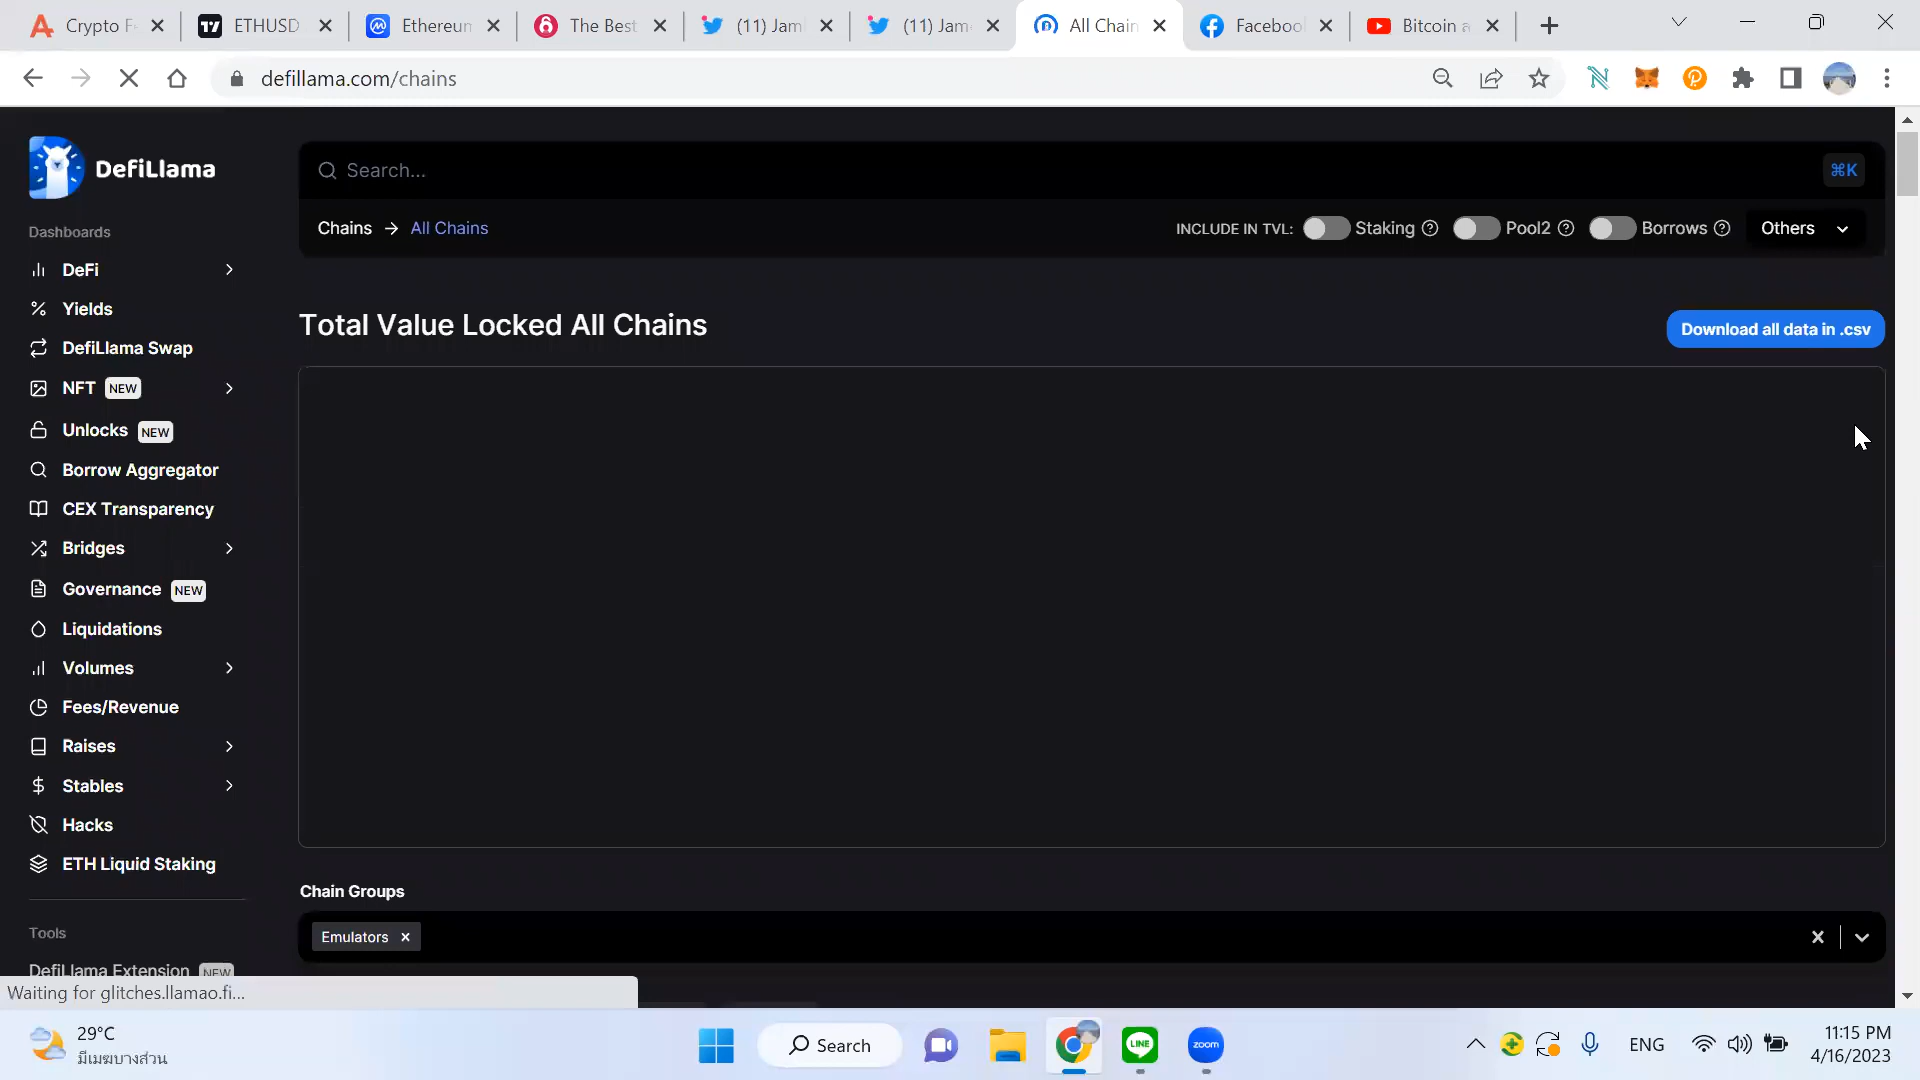 Crypto F
ETHUSD
Ethereun
The Best
(11) Jam
(11) Jam
All Chain
Facebook
Bitcoin a
defillama.com/chains
DefiLlama
Search...
⌘K
Chains → All Chains
INCLUDE IN TVL: Staking Pool2 Borrows Others
Dashboards
DeFi
Yields
DefiLlama Swap
NFT NEW
Unlocks NEW
Borrow Aggregator
CEX Transparency
Bridges
Governance NEW
Liquidations
Volumes
Fees/Revenue
Raises
Stables
Hacks
ETH Liquid Staking
Tools
DefiLlama Extension NEW
Total Value Locked All Chains
Download all data in .csv
Chain Groups
Emulators
Waiting for glitches.llamao.fi...
29°C
มีเมฆบางส่วน
Search
LINE
zoom
ENG
11:15 PM
4/16/2023